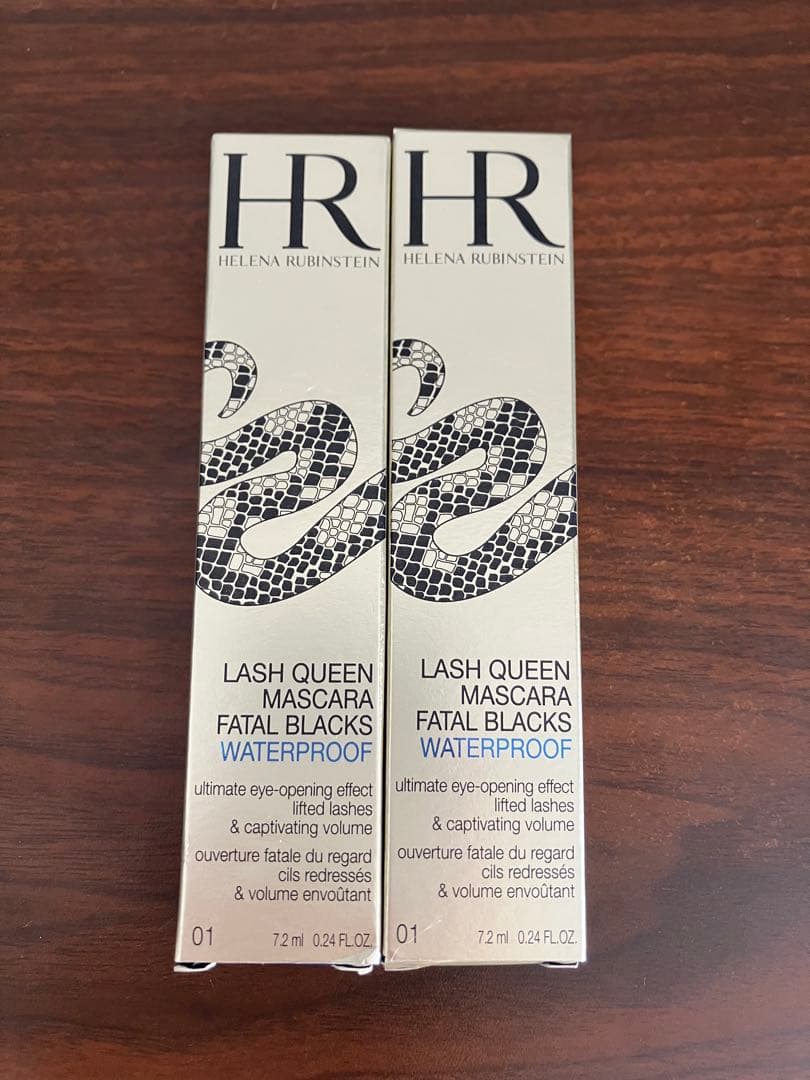 HR
HELENA RUBINSTEIN
LASH QUEEN
MASCARA
FATAL BLACKS
WATERPROOF
ultimate eye-opening effect
lifted lashes
& captivating volume
ouverture fatale du regard
cils redressés
& volume envoûtant
01 7.2 ml 0.24 FL.OZ.
HR
HELENA RUBINSTEIN
LASH QUEEN
MASCARA
FATAL BLACKS
WATERPROOF
ultimate eye-opening effect
lifted lashes
& captivating volume
ouverture fatale du regard
cils redressés
& volume envoûtant
01 7.2 ml 0.24 FL.OZ.